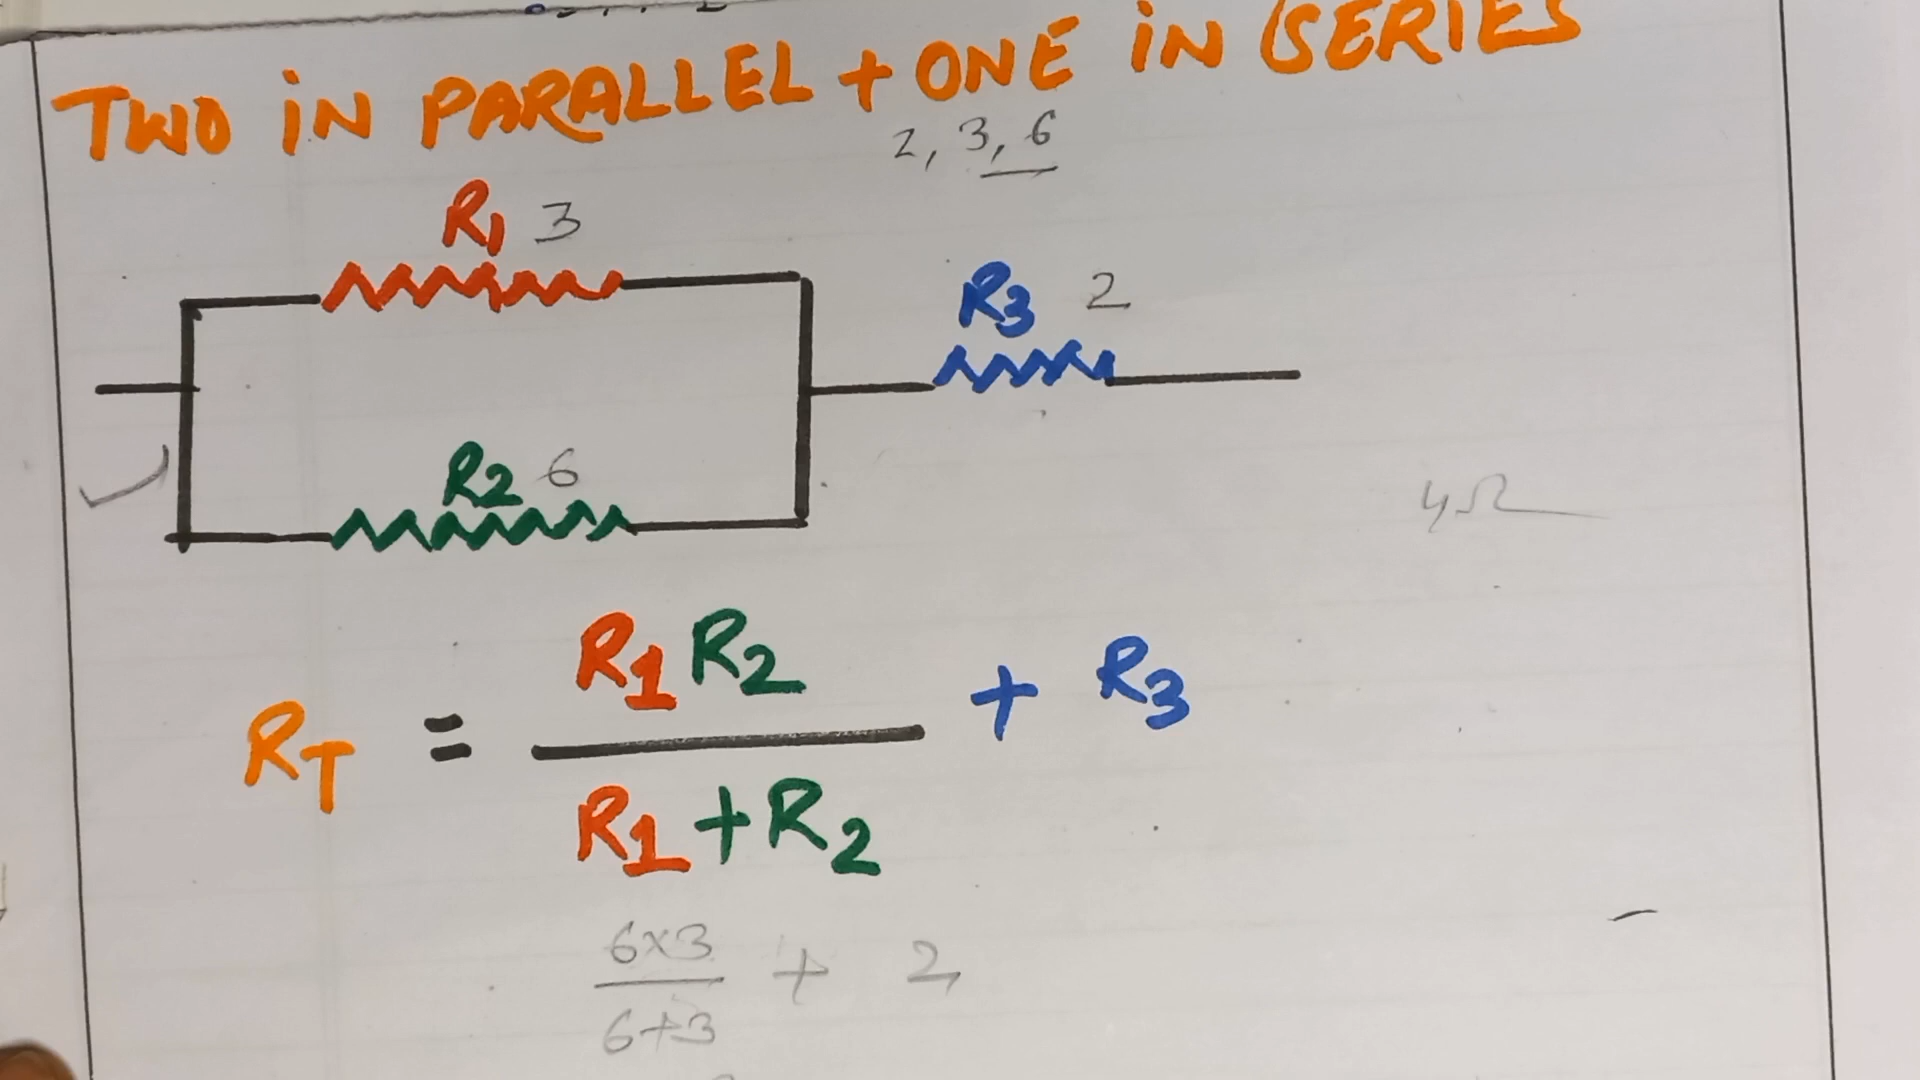 TWO iN PARALLEL + ONE iN SERIES
2, 3, 6
R1 3
R3 2
R2 6
4Ω
RT = R1R2 / R1+R2 + R3
6x3 / 6+3 + 2